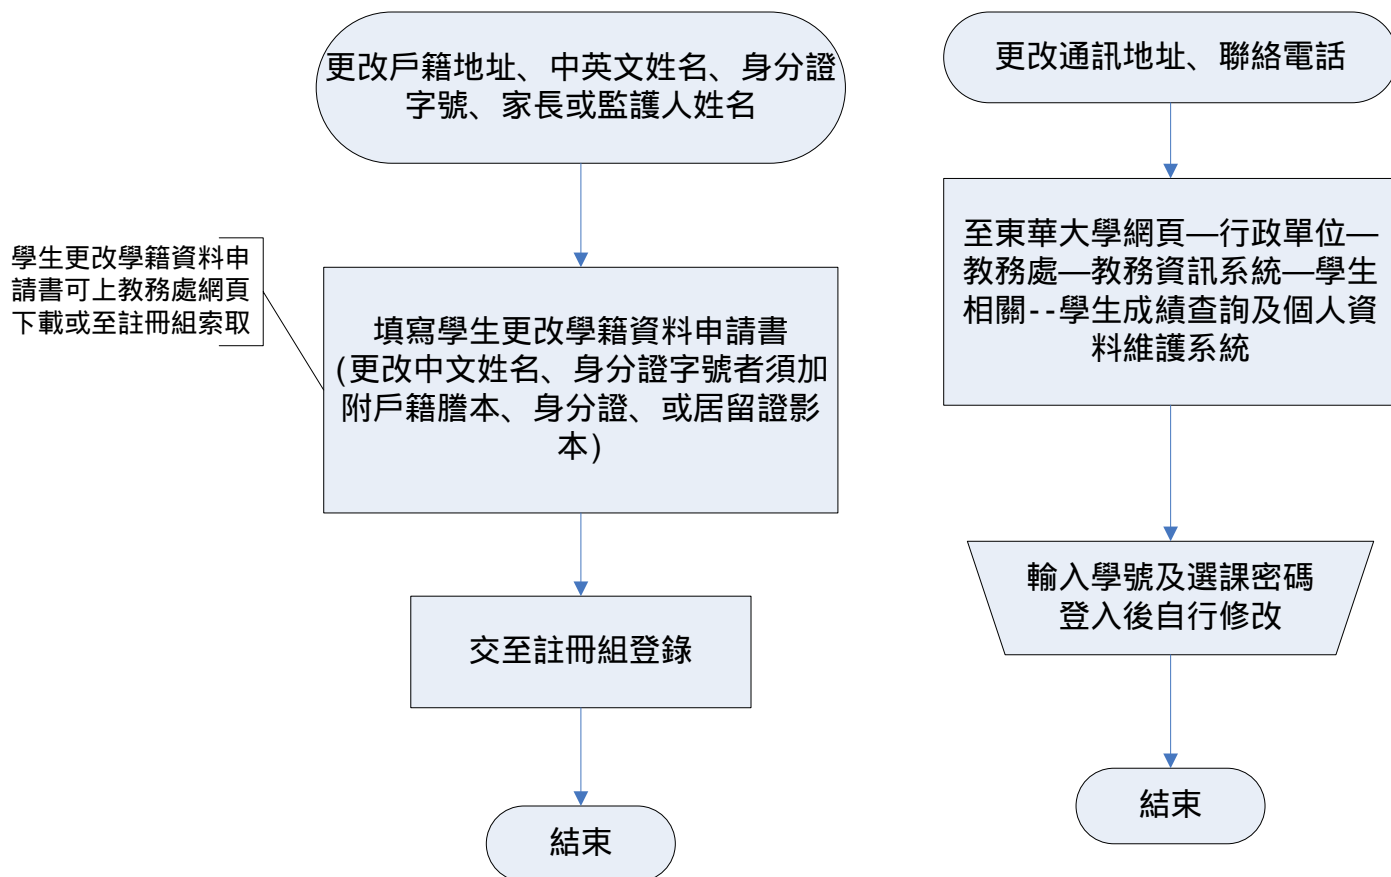 更改戶籍地址、中英文姓名、身分證
字號、家長或監護人姓名
學生更改學籍資料申
請書可上教務處網頁
下載或至註冊組索取
填寫學生更改學籍資料申請書
(更改中文姓名、身分證字號者須加
附戶籍謄本、身分證、或居留證影
本)
交至註冊組登錄
結束
更改通訊地址、聯絡電話
至東華大學網頁—行政單位—
教務處—教務資訊系統—學生
相關--學生成績查詢及個人資
料維護系統
輸入學號及選課密碼
登入後自行修改
結束